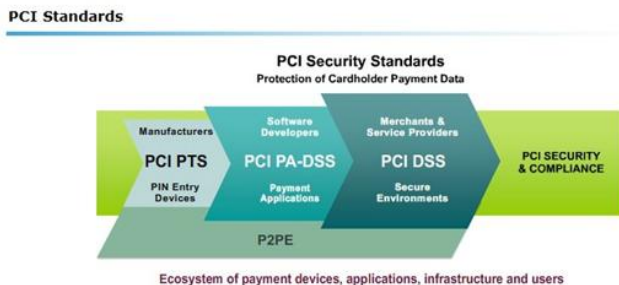 PCI Standards
PCI Security Standards
Protection of Cardholder Payment Data
Manufacturers
PCI PTS
PIN Entry
Devices
Software
Developers
PCI PA-DSS
Payment
Applications
Merchants &
Service Providers
PCI DSS
Secure
Environments
PCI SECURITY
& COMPLIANCE
P2PE
Ecosystem of payment devices, applications, infrastructure and users